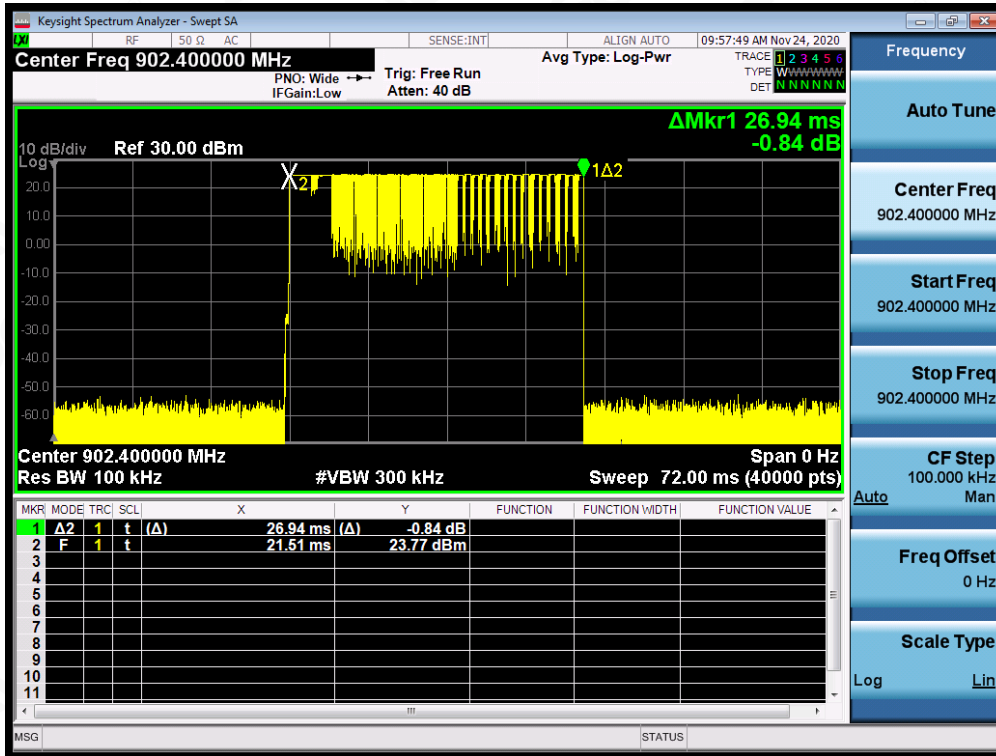 Keysight Spectrum Analyzer - Swept SA
LXI RF 50 Ω AC SENSE:INT ALIGN AUTO 09:57:49 AM Nov 24, 2020
Center Freq 902.400000 MHz
PNO: Wide
IFGain:Low
Trig: Free Run
Atten: 40 dB
Avg Type: Log-Pwr
TRACE 1 2 3 4 5 6
TYPE WWWWWW
DET N N N N N N
ΔMkr1 26.94 ms
-0.84 dB
10 dB/div Ref 30.00 dBm
Log
20.0
10.0
0.00
-10.0
-20.0
-30.0
-40.0
-50.0
-60.0
2
1Δ2
Center 902.400000 MHz Span 0 Hz
Res BW 100 kHz #VBW 300 kHz Sweep 72.00 ms (40000 pts)
MKR MODE TRC SCL X Y FUNCTION FUNCTION WIDTH FUNCTION VALUE
1 Δ2 1 t (Δ) 26.94 ms (Δ) -0.84 dB
2 F 1 t 21.51 ms 23.77 dBm
3
4
5
6
7
8
9
10
11
MSG STATUS
Frequency
Auto Tune
Center Freq
902.400000 MHz
Start Freq
902.400000 MHz
Stop Freq
902.400000 MHz
CF Step
100.000 kHz
Auto Man
Freq Offset
0 Hz
Scale Type
Log Lin